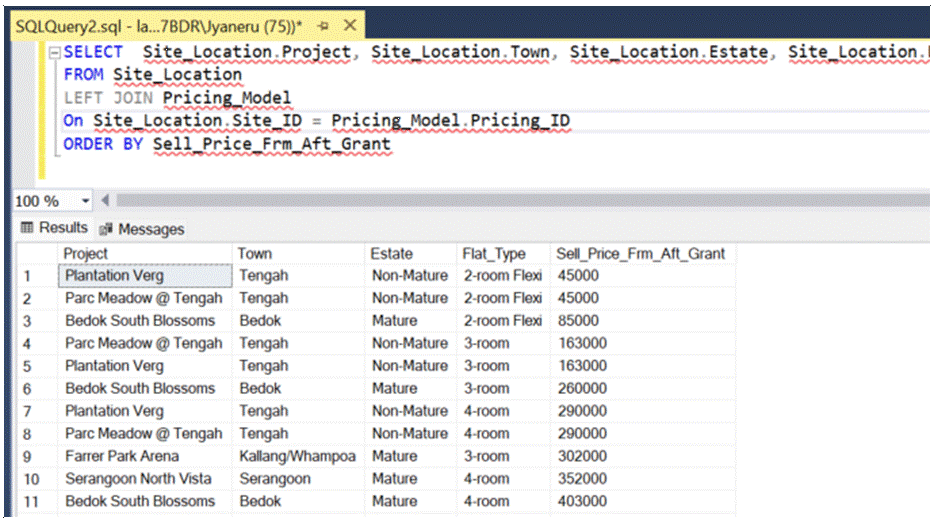 SQLQuery2.sql - la...7BDR\Jyaneru (75))*
SELECT Site_Location.Project, Site_Location.Town, Site_Location.Estate, Site_Location.
FROM Site_Location
LEFT JOIN Pricing_Model
On Site_Location.Site_ID = Pricing_Model.Pricing_ID
ORDER BY Sell_Price_Frm_Aft_Grant
100 %
Results Messages
Project Town Estate Flat_Type Sell_Price_Frm_Aft_Grant
1 Plantation Verg Tengah Non-Mature 2-room Flexi 45000
2 Parc Meadow @ Tengah Tengah Non-Mature 2-room Flexi 45000
3 Bedok South Blossoms Bedok Mature 2-room Flexi 85000
4 Parc Meadow @ Tengah Tengah Non-Mature 3-room 163000
5 Plantation Verg Tengah Non-Mature 3-room 163000
6 Bedok South Blossoms Bedok Mature 3-room 260000
7 Plantation Verg Tengah Non-Mature 4-room 290000
8 Parc Meadow @ Tengah Tengah Non-Mature 4-room 290000
9 Farrer Park Arena Kallang/Whampoa Mature 3-room 302000
10 Serangoon North Vista Serangoon Mature 4-room 352000
11 Bedok South Blossoms Bedok Mature 4-room 403000